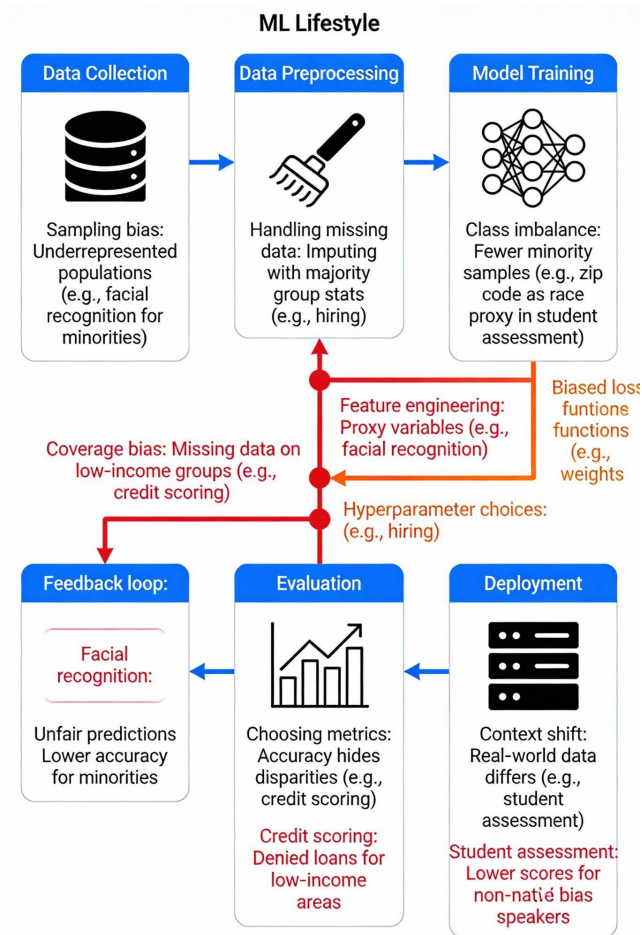 ML Lifestyle
Data Collection
Sampling bias:
Underrepresented
populations
(e.g., facial
recognition for
minorities)
Data Preprocessing
Handling missing
data: Imputing
with majority
group stats
(e.g., hiring)
Model Training
Class imbalance:
Fewer minority
samples (e.g., zip
code as race
proxy in student
assessment)
Biased loss
funtione
functions
(e.g.,
weights
Feature engineering:
Proxy variables (e.g.,
facial recognition)
Coverage bias: Missing data on
low-income groups (e.g.,
credit scoring)
Hyperparameter choices:
(e.g., hiring)
Feedback loop:
Facial
recognition:
Unfair predictions
Lower accuracy
for minorities
Evaluation
Choosing metrics:
Accuracy hides
disparities (e.g.,
credit scoring)
Credit scoring:
Denied loans for
low-income
areas
Deployment
Context shift:
Real-world data
differs (e.g.,
student
assessment)
Student assessment:
Lower scores for
bias
speakers